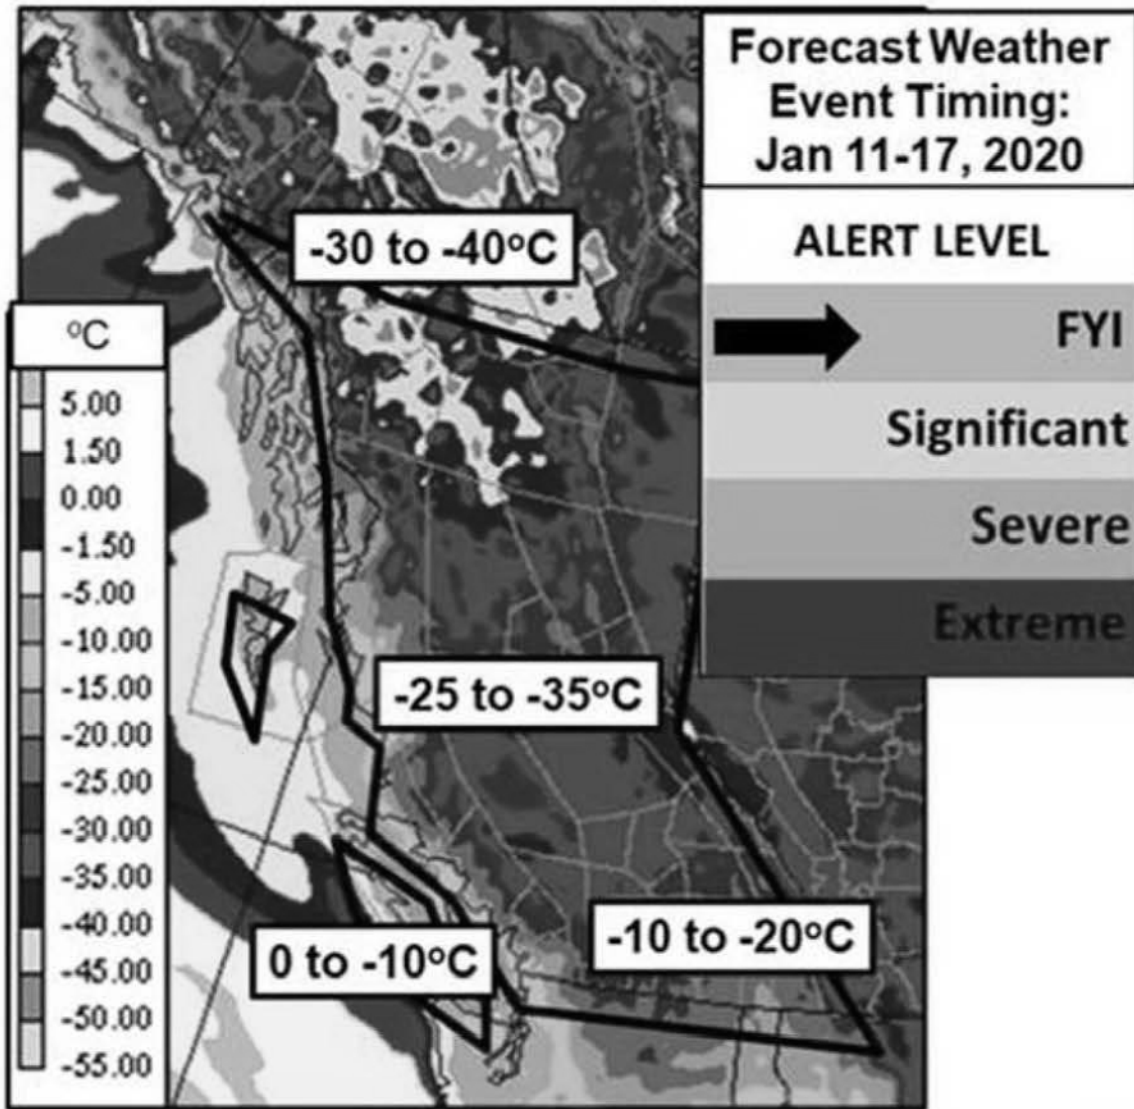 Forecast Weather
Event Timing:
Jan 11-17, 2020
ALERT LEVEL
FYI
Significant
Severe
Extreme
-30 to -40°C
°C
5.00
1.50
0.00
-1.50
-5.00
-10.00
-15.00
-20.00
-25.00
-30.00
-35.00
-40.00
-45.00
-50.00
-55.00
-25 to -35°C
-10 to -20°C
0 to -10°C